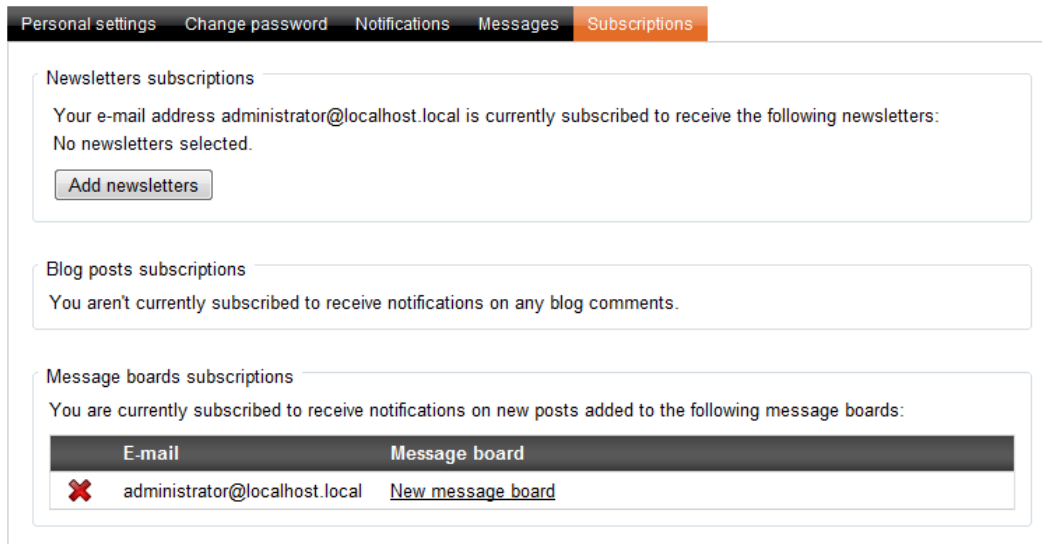 Personal settings Change password Notifications Messages Subscriptions
Newsletters subscriptions
Your e-mail address administrator@localhost.local is currently subscribed to receive the following newsletters:
No newsletters selected.
Add newsletters
Blog posts subscriptions
You aren't currently subscribed to receive notifications on any blog comments.
Message boards subscriptions
You are currently subscribed to receive notifications on new posts added to the following message boards:
E-mail Message board
administrator@localhost.local New message board